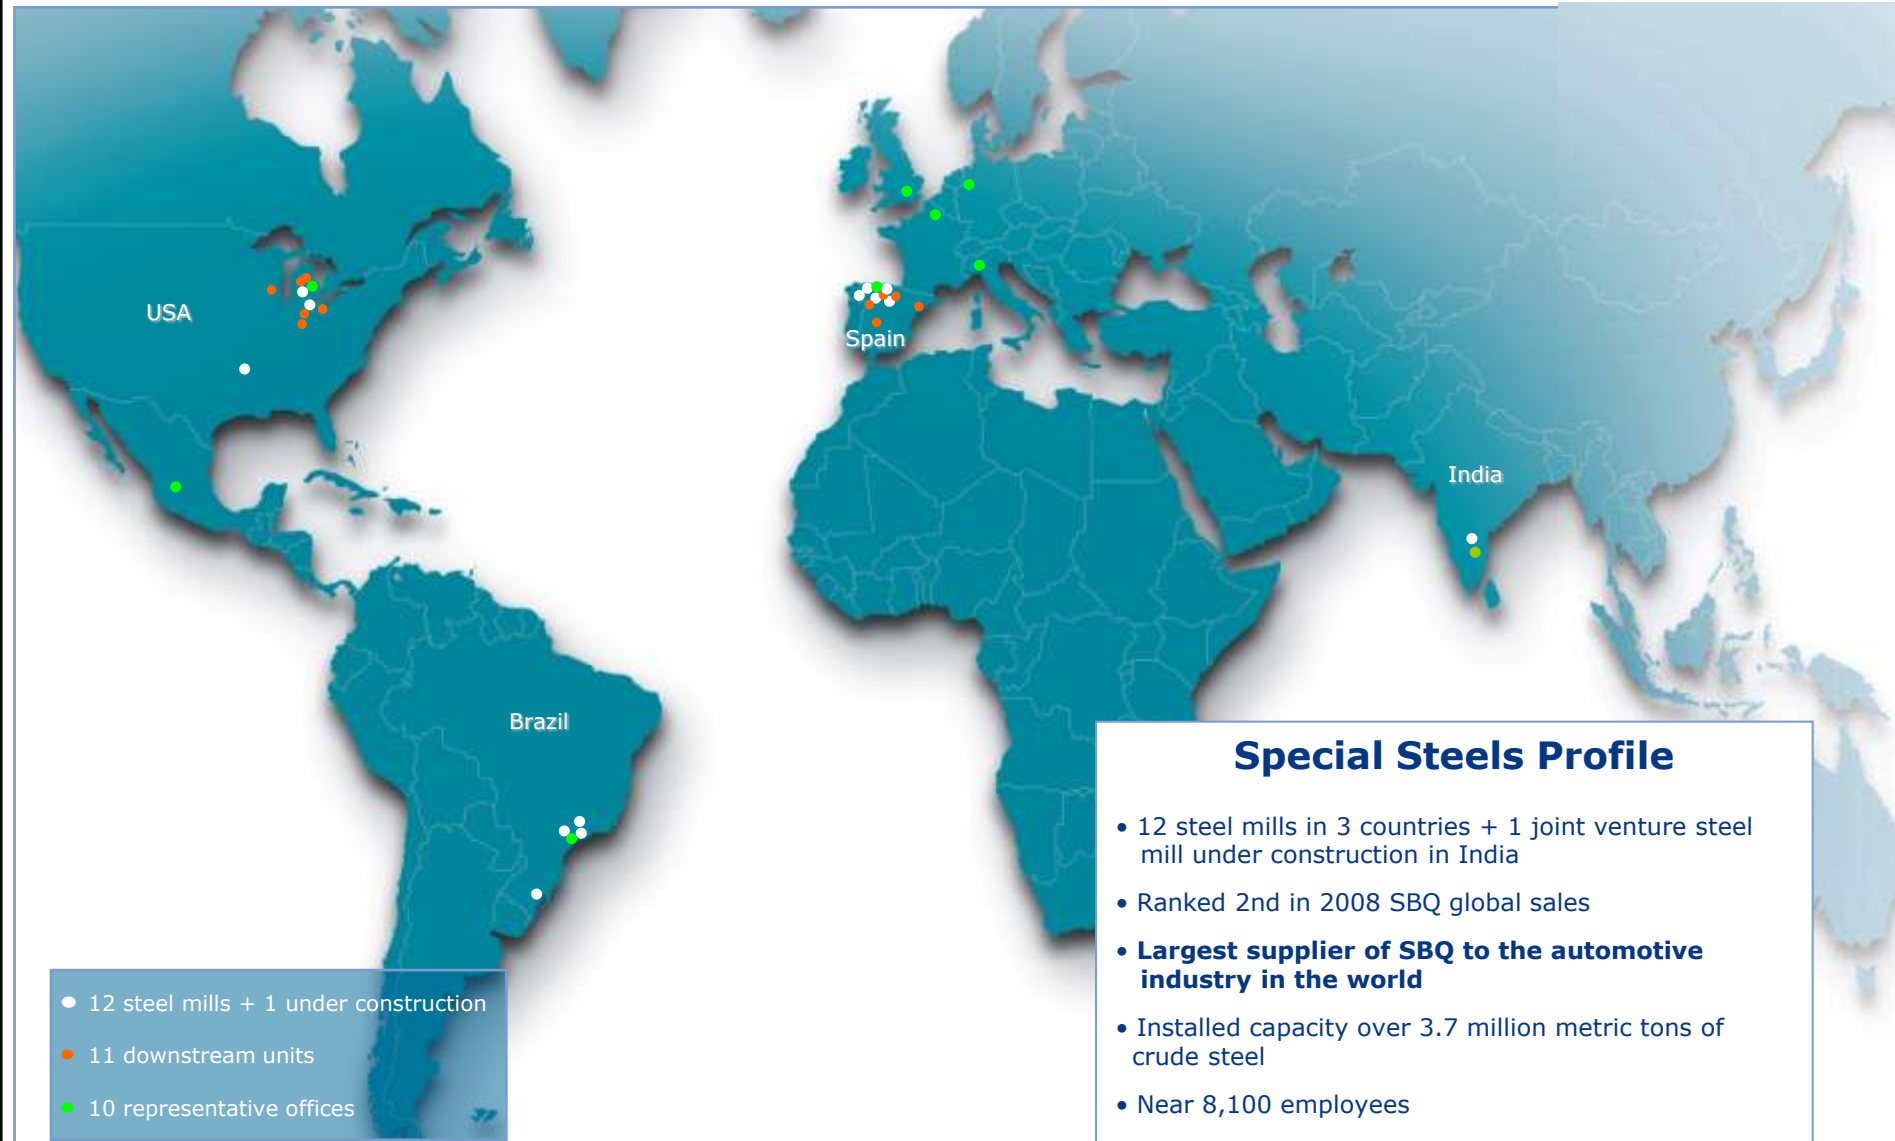 USA
Spain
India
Brazil
Special Steels Profile
• 12 steel mills in 3 countries + 1 joint venture steel
mill under construction in India
• Ranked 2nd in 2008 SBQ global sales
• Largest supplier of SBQ to the automotive
industry in the world
• Installed capacity over 3.7 million metric tons of
crude steel
• Near 8,100 employees
12 steel mills + 1 under construction
11 downstream units
10 representative offices